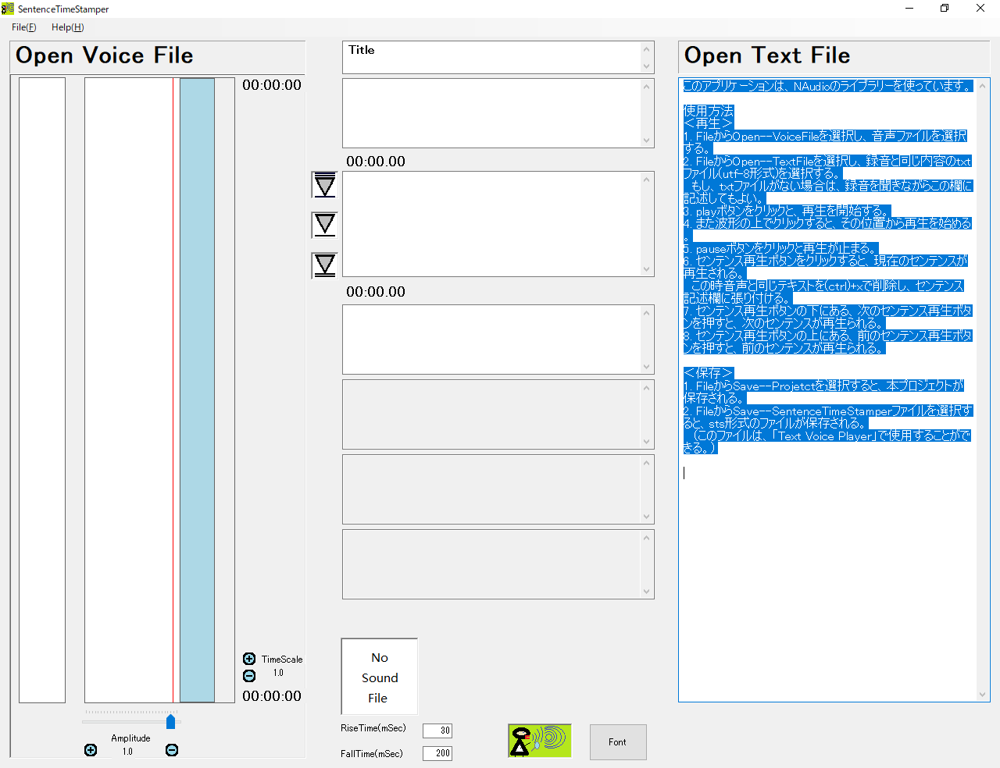 SentenceTimeStamper
File(F) Help(H)
Open Voice File
00:00:00
TimeScale
1.0
00:00:00
Amplitude
1.0
Title
00:00.00
00:00.00
No
Sound
File
RiseTime(mSec) 30
FallTime(mSec) 200
Font
Open Text File
このアプリケーションは、NAudioのライブラリーを使っています。
使用方法
＜再生＞
1. FileからOpen--VoiceFileを選択し、音声ファイルを選択
する。
2. FileからOpen--TextFileを選択し、録音と同じ内容のtxt
ファイル(utf-8形式)を選択する。
もし、txtファイルがない場合は、録音を聞きながらこの欄に
記述してもよい。
3. playボタンをクリックと、再生を開始する。
4. また波形の上でクリックすると、その位置から再生を始める
。
5. pauseボタンをクリックと再生が止まる。
6. センテンス再生ボタンをクリックすると、現在のセンテンスが
再生される。
この時音声と同じテキストを(ctrl)+xで削除し、センテンス
記述欄に張り付ける。
7. センテンス再生ボタンの下にある、次のセンテンス再生ボタ
ンを押すと、次のセンテンスが再生られる。
8. センテンス再生ボタンの上にある、前のセンテンス再生ボタ
ンを押すと、前のセンテンスが再生られる。
＜保存＞
1. FileからSave--Projetctを選択すると、本プロジェクトが
保存される。
2. FileからSave--SentenceTimeStamperファイルを選択す
ると、sts形式のファイルが保存される。
（このファイルは、「Text Voice Player」で使用することがで
きる。）